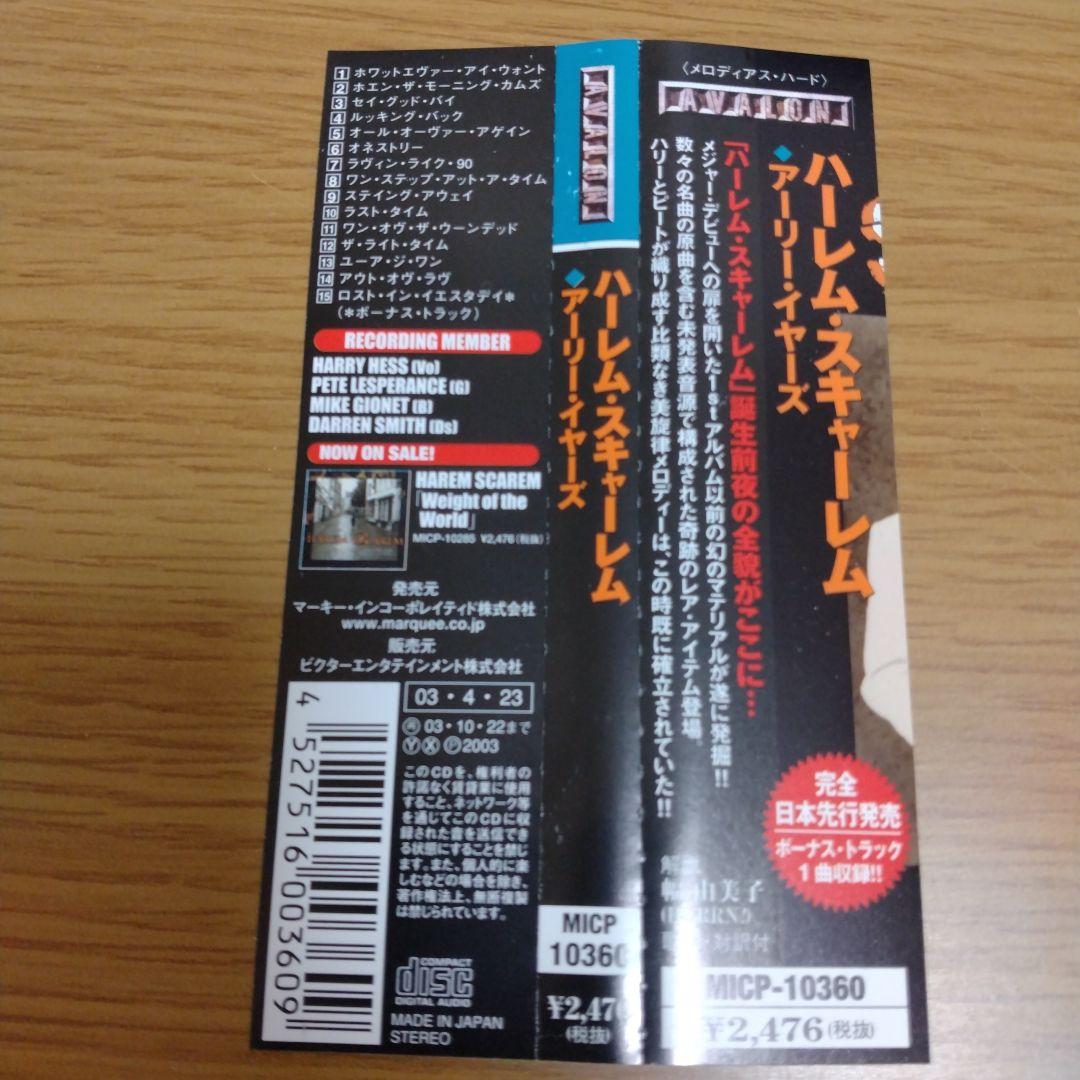 1 ホワットエヴァー・アイ・ウォント
2 ホエン・ザ・モーニング・カムズ
3 セイ・グッド・バイ
4 ルッキング・バック
5 オール・オーヴァー・アゲイン
6 オネストリー
7 ラヴィン・ライク・90
8 ワン・ステップ・アット・ア・タイム
9 ステイング・アウェイ
10 ラスト・タイム
11 ワン・オヴ・ザ・ウーンデッド
12 ザ・ライト・タイム
13 ユーア・ジ・ワン
14 アウト・オヴ・ラヴ
15 ロスト・イン・イエスタデイ*
(*ボーナス・トラック)
RECORDING MEMBER
HARRY HESS (Vo)
PETE LESPERANCE (G)
MIKE GIONET (B)
DARREN SMITH (Ds)
NOW ON SALE!
HAREM SCAREM
「Weight of the
World」
MICP-10285 ¥2,476(税抜)
発売元
マーキー・インコーポレイティド株式会社
www.marquee.co.jp
販売元
ビクターエンタテインメント株式会社
03・4・23
再 03・10・22まで
Ⓨ Ⓧ Ⓟ2003
このCDを、権利者の
許諾なく賃貸業に使用
すること、ネットワーク等
を通じてこのCDに収
録された音を送信でき
る状態にすることを禁じ
ます。また、個人的に楽
しむなどの場合を除き、
著作権法上、無断複製
は禁じられています。
4 527516 003609
COMPACT
disc
DIGITAL AUDIO
MADE IN JAPAN
STEREO
AVALON
ハーレム・スキャーレム
◆アーリー・イヤーズ
MICP
10360
¥2,476
(税抜)
〈メロディアス・ハード〉
AVALON
ハーレム・スキャーレム
◆アーリー・イヤーズ
「ハーレム・スキャーレム」誕生前夜の全貌がここに…
メジャー・デビューへの扉を開いた1stアルバム以前の幻のマテリアルが遂に発掘!!
数々の名曲の原曲を含む未発表音源で構成された奇跡のレア・アイテム登場。
ハリーとピートが織り成す比類なき美旋律メロディーは、この時既に確立されていた!!
完全
日本先行発売
ボーナス・トラック
1曲収録!!
解
由美子
対訳付
MICP-10360
¥2,476(税抜)